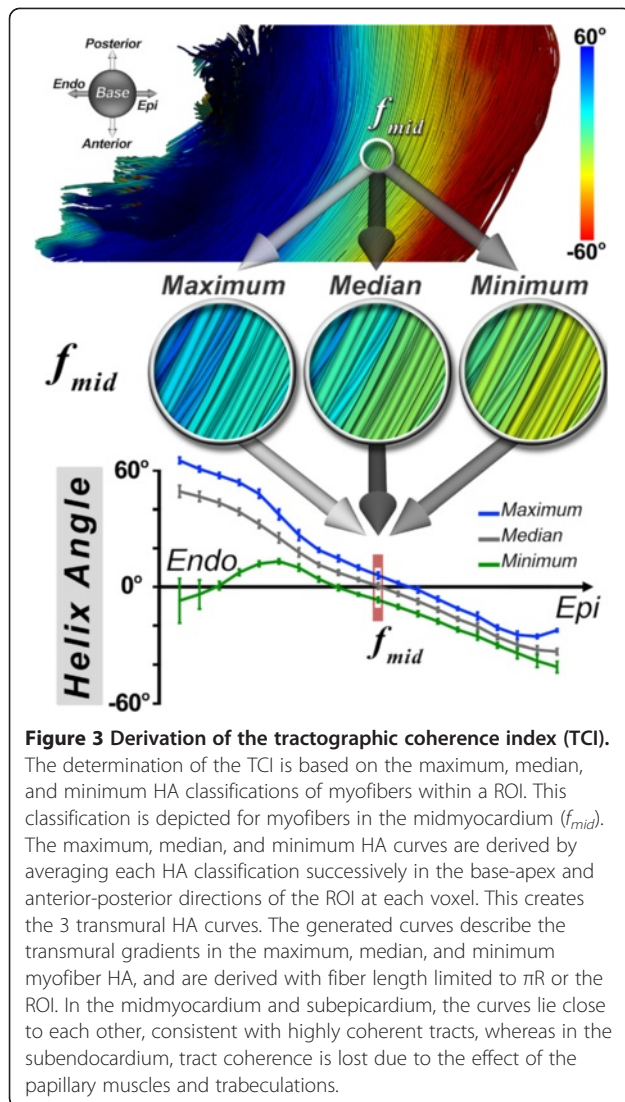 Posterior
60°
Endo
Base
Epi
Anterior
f mid
-60°
Maximum
Median
Minimum
f mid
60°
Maximum
Median
Minimum
Endo
0°
Epi
f mid
-60°
Helix Angle
Figure 3 Derivation of the tractographic coherence index (TCI).
The determination of the TCI is based on the maximum, median,
and minimum HA classifications of myofibers within a ROI. This
classification is depicted for myofibers in the midmyocardium (fmid).
The maximum, median, and minimum HA curves are derived by
averaging each HA classification successively in the base-apex and
anterior-posterior directions of the ROI at each voxel. This creates
the 3 transmural HA curves. The generated curves describe the
transmural gradients in the maximum, median, and minimum
myofiber HA, and are derived with fiber length limited to πR or the
ROI. In the midmyocardium and subepicardium, the curves lie close
to each other, consistent with highly coherent tracts, whereas in the
subendocardium, tract coherence is lost due to the effect of the
papillary muscles and trabeculations.